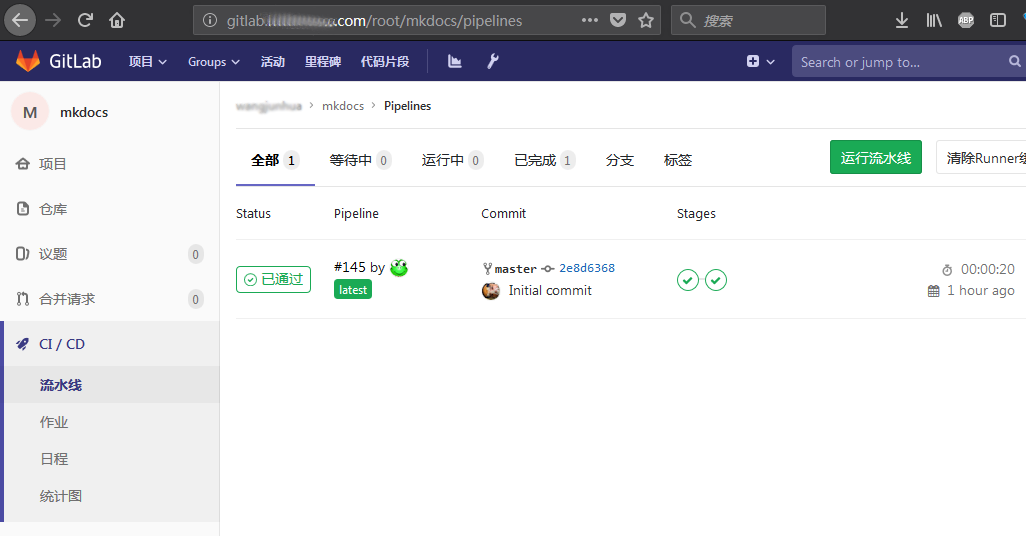 gitlab.com/root/mkdocs/pipelines
搜索
ABP
GitLab
项目
Groups
活动
里程碑
代码片段
Search or jump to...
M
mkdocs
mkdocs
Pipelines
项目
仓库
议题
0
合并请求
0
CI / CD
流水线
作业
日程
统计图
全部 1
等待中 0
运行中 0
已完成 1
分支
标签
运行流水线
清除Runner
Status
Pipeline
Commit
Stages
已通过
#145 by
latest
master
2e8d6368
Initial commit
00:00:20
1 hour ago